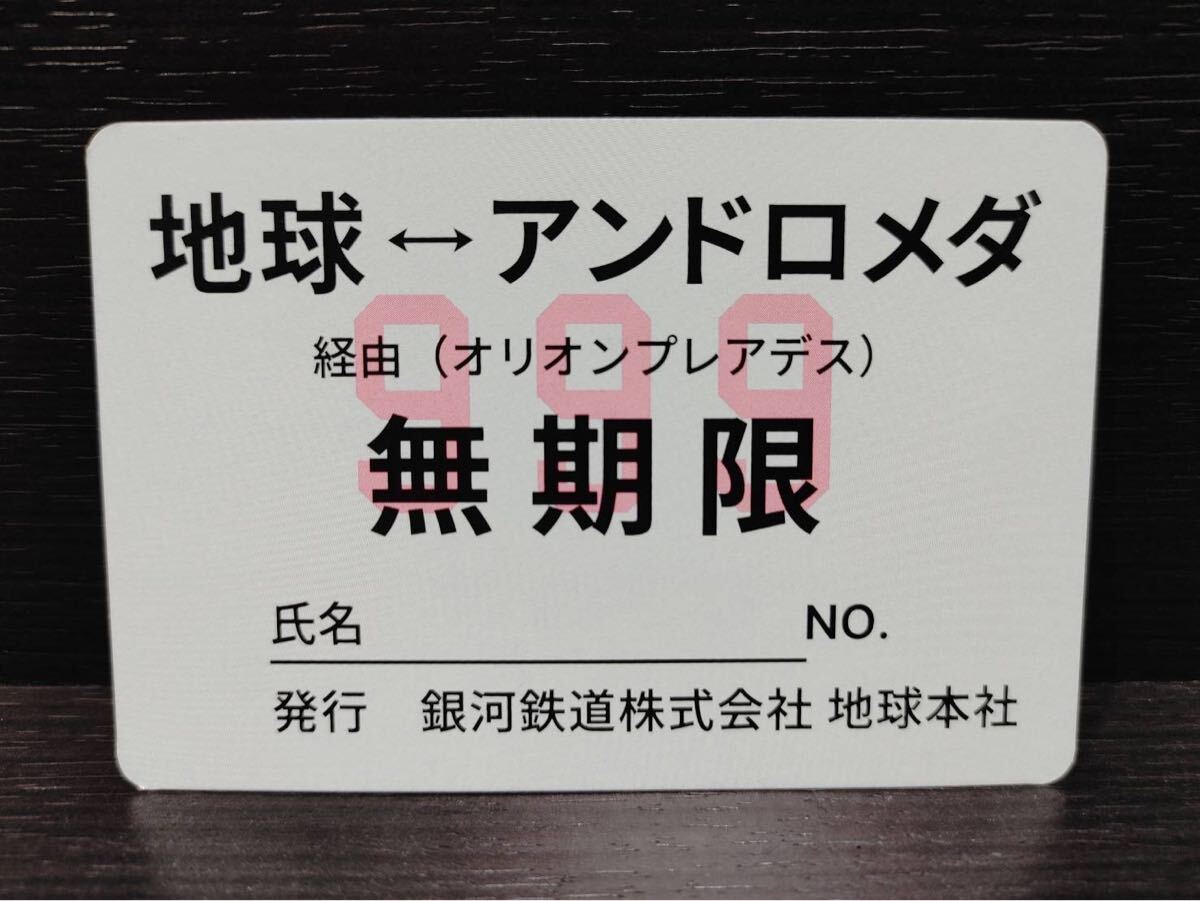 地球↔アンドロメダ
999
経由（オリオンプレアデス）
無期限
氏名 NO.
発行　銀河鉄道株式会社 地球本社